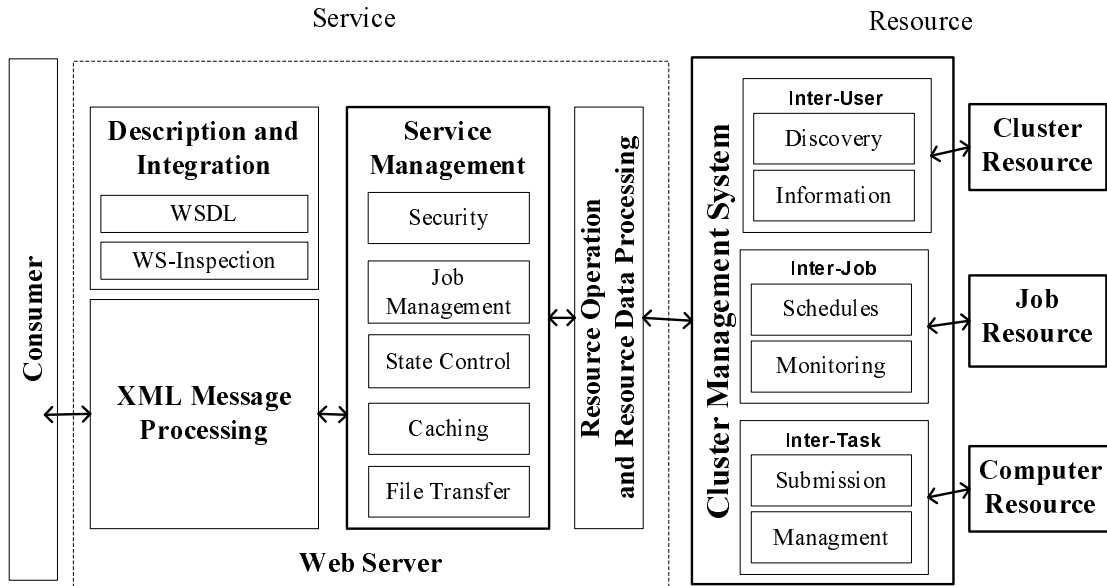 Service
Resource
Consumer
Description and
Integration
WSDL
WS-Inspection
XML Message
Processing
Service
Management
Security
Job
Management
State Control
Caching
File Transfer
Web Server
Resource Operation
and Resource Data Processing
Cluster Management System
Inter-User
Discovery
Information
Inter-Job
Schedules
Monitoring
Inter-Task
Submission
Managment
Cluster
Resource
Job
Resource
Computer
Resource